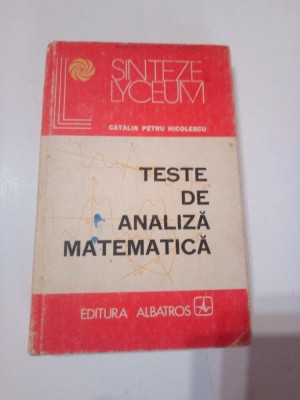 SINTEZE
LYCEUM
CĂTĂLIN PETRU NICOLESCU
TESTE
DE
ANALIZĂ
MATEMATICĂ
EDITURA ALBATROS